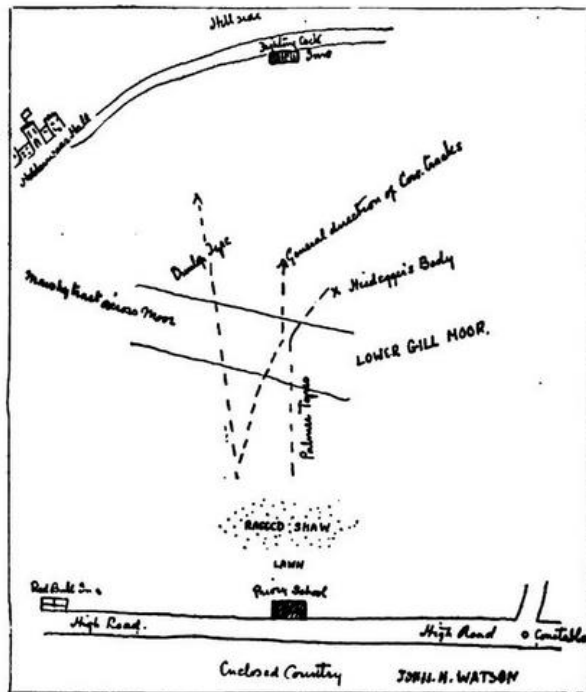 Hill side
Fighting Cock
Inn
Holdernesse Hall
General direction of Cow-tracks
Dunlop Tyre
x Heidegger's Body
Marshy tract across Moor
LOWER GILL MOOR.
Palmer Tyres
RAGGED SHAW
LAWN
Red Bull Inn
Priory School
High Road.
High Road
Constable
Enclosed Country
JOHN. H. WATSON